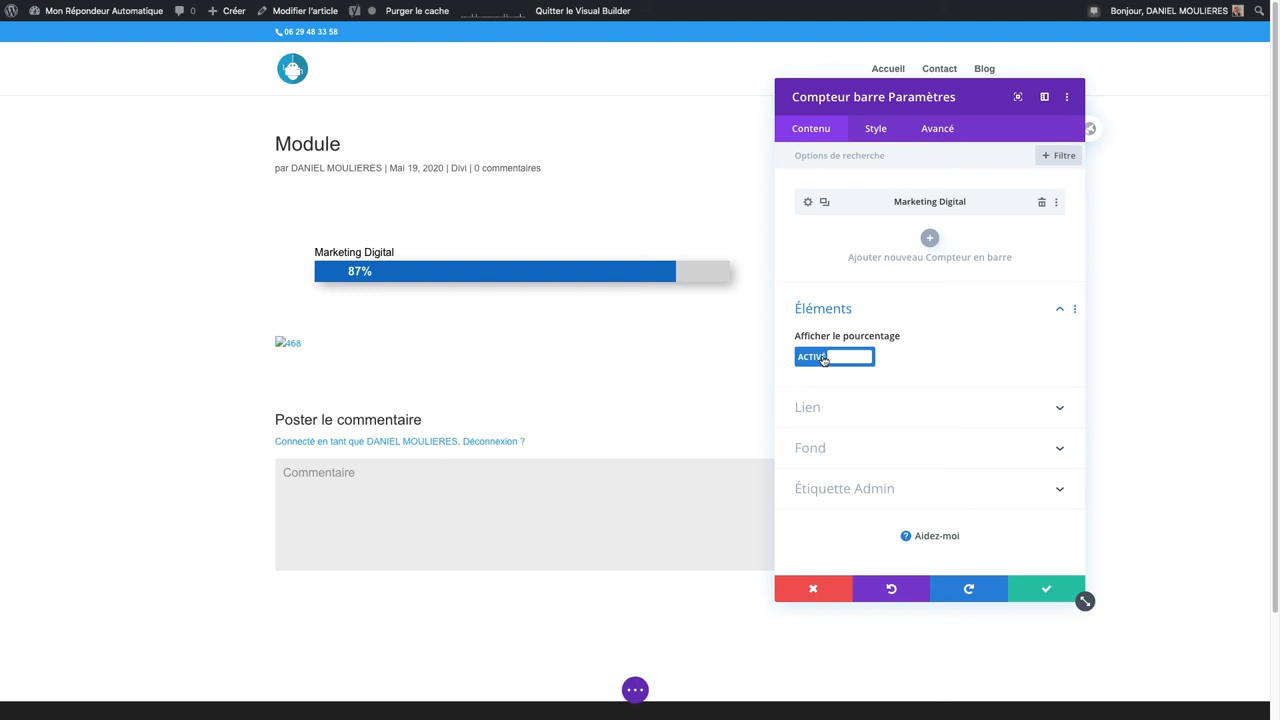 Mon Répondeur Automatique 0 Créer Modifier l'article Purger le cache Quitter le Visual Builder Bonjour, DANIEL MOULIERES
06 29 48 33 58
Accueil Contact Blog
Module
par DANIEL MOULIERES | Mai 19, 2020 | Divi | 0 commentaires
Marketing Digital
87%
468
Poster le commentaire
Connecté en tant que DANIEL MOULIERES. Déconnexion ?
Commentaire
Compteur barre Paramètres
Contenu Style Avancé
Options de recherche + Filtre
Marketing Digital
Ajouter nouveau Compteur en barre
Éléments
Afficher le pourcentage
ACTIVÉ
Lien
Fond
Étiquette Admin
Aidez-moi